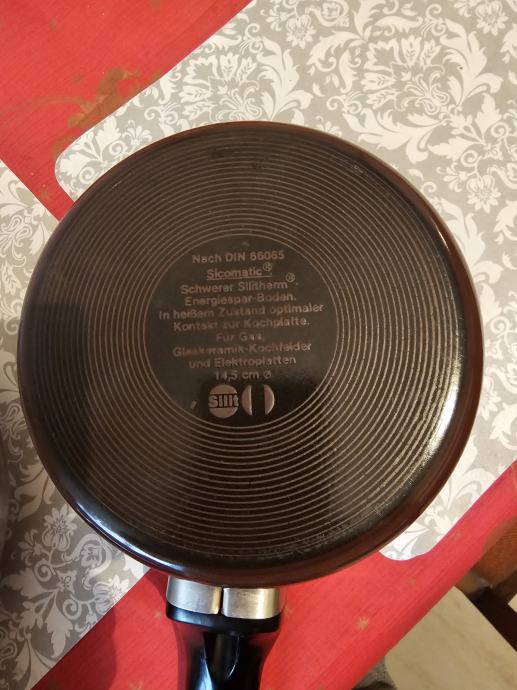 Nach DIN 66065
Sicomatic®
Schwerer Silitherm®
Energiespar-Boden.
In heißem Zustand optimaler
Kontakt zur Kochplatte.
Für Gas,
Glaskeramik-Kochfelder
und Elektroplatten
14,5 cm ⌀
Silit